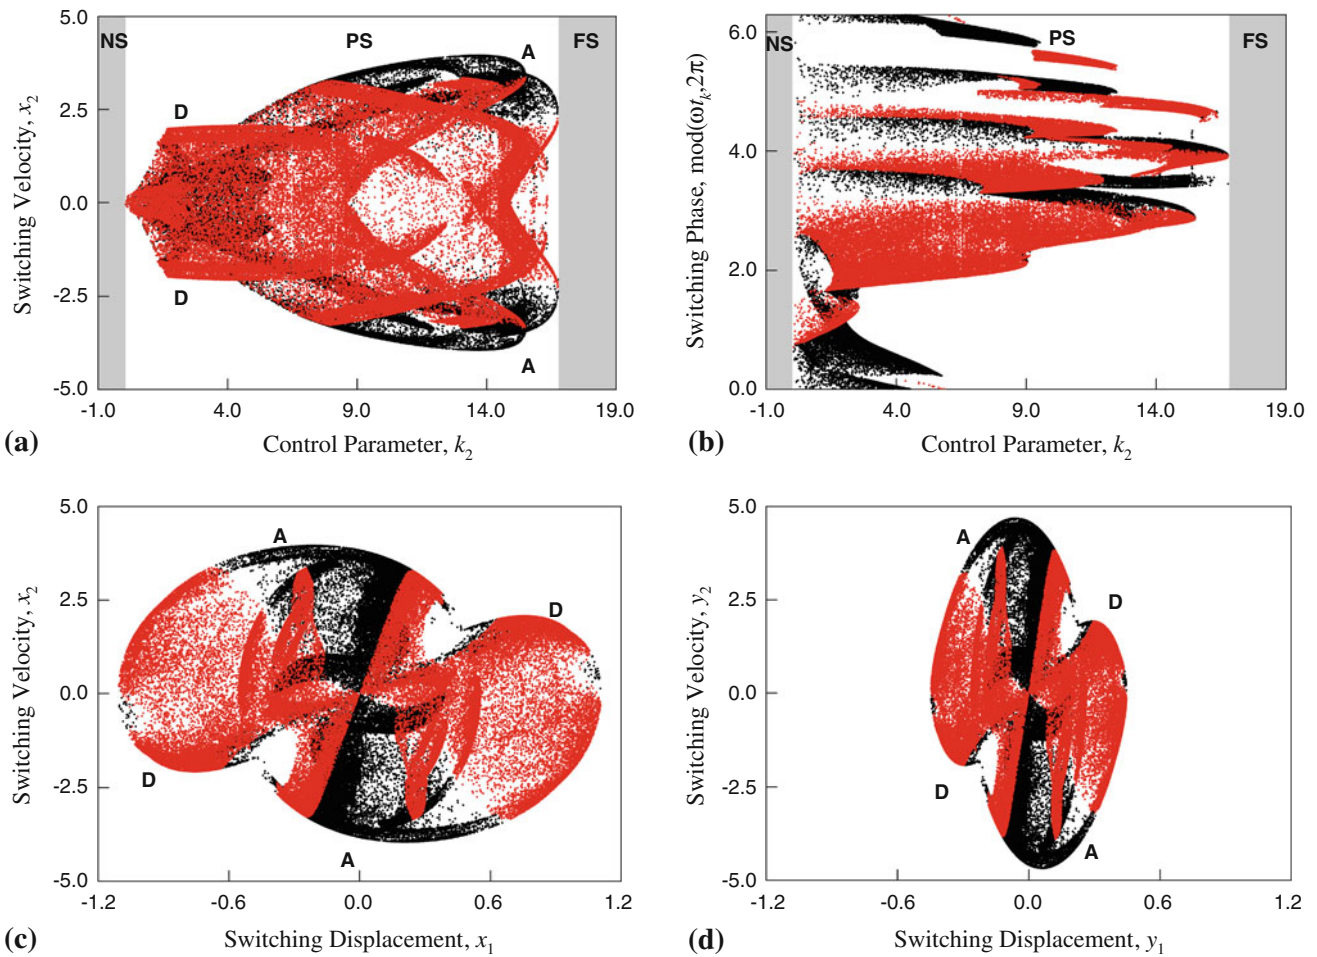 5.0
NS
PS
FS
A
2.5
D
0.0
-2.5
D
A
-5.0
-1.0
4.0
9.0
14.0
19.0
Switching Velocity, x2
Control Parameter, k2
(a)
6.0
NS
PS
FS
4.0
2.0
0.0
-1.0
4.0
9.0
14.0
19.0
Switching Phase, mod(ωtk,2π)
Control Parameter, k2
(b)
5.0
A
2.5
D
0.0
-2.5
D
A
-5.0
-1.2
-0.6
0.0
0.6
1.2
Switching Velocity, x2
Switching Displacement, x1
(c)
5.0
A
2.5
D
0.0
-2.5
D
A
-5.0
-1.2
-0.6
0.0
0.6
1.2
Switching Velocity, y2
Switching Displacement, y1
(d)